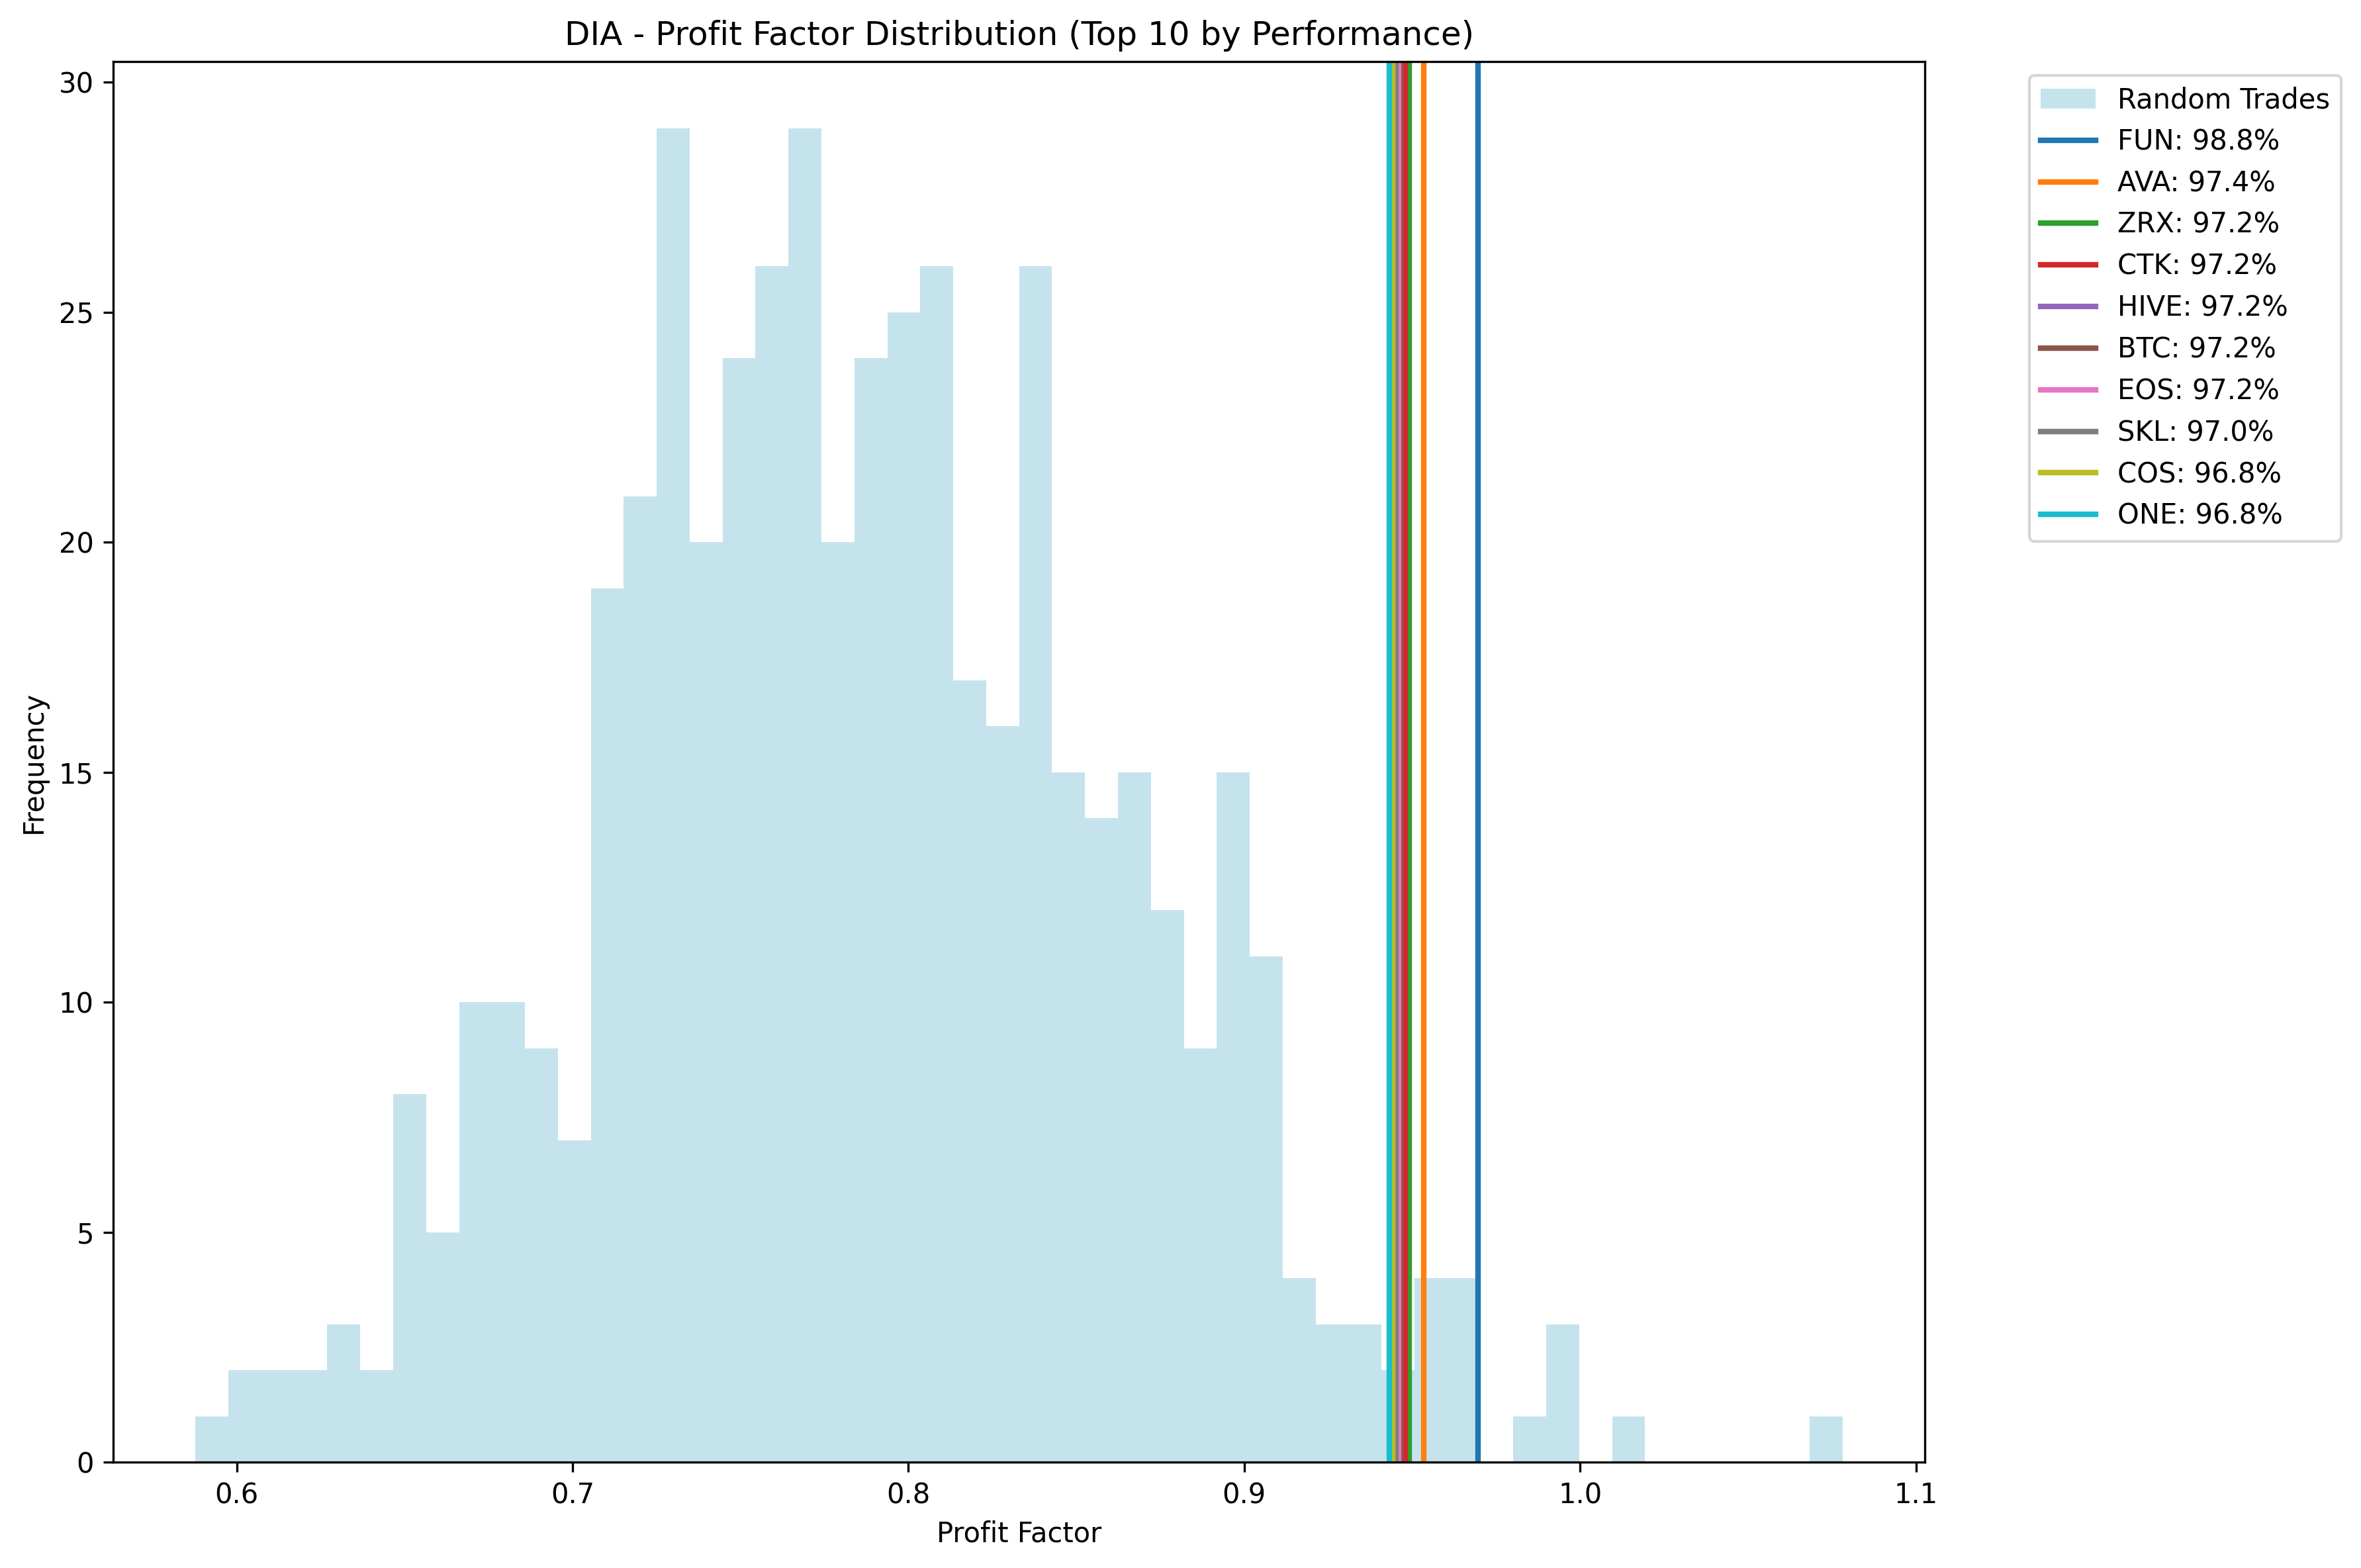 DIA - Profit Factor Distribution (Top 10 by Performance)
Frequency
30
25
20
15
10
5
0
0.6
0.7
0.8
0.9
1.0
1.1
Profit Factor
Random Trades
FUN: 98.8%
AVA: 97.4%
ZRX: 97.2%
CTK: 97.2%
HIVE: 97.2%
BTC: 97.2%
EOS: 97.2%
SKL: 97.0%
COS: 96.8%
ONE: 96.8%